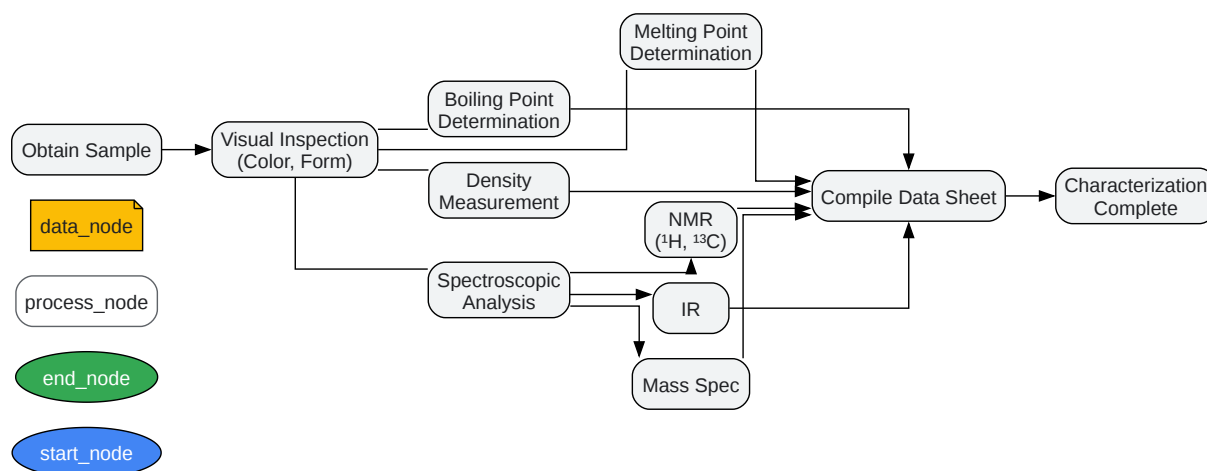 Melting Point
Determination
Boiling Point
Determination
Obtain Sample
Visual Inspection
(Color, Form)
Density
Measurement
Compile Data Sheet
Characterization
Complete
data_node
NMR
(¹H, ¹³C)
Spectroscopic
Analysis
process_node
IR
end_node
Mass Spec
start_node